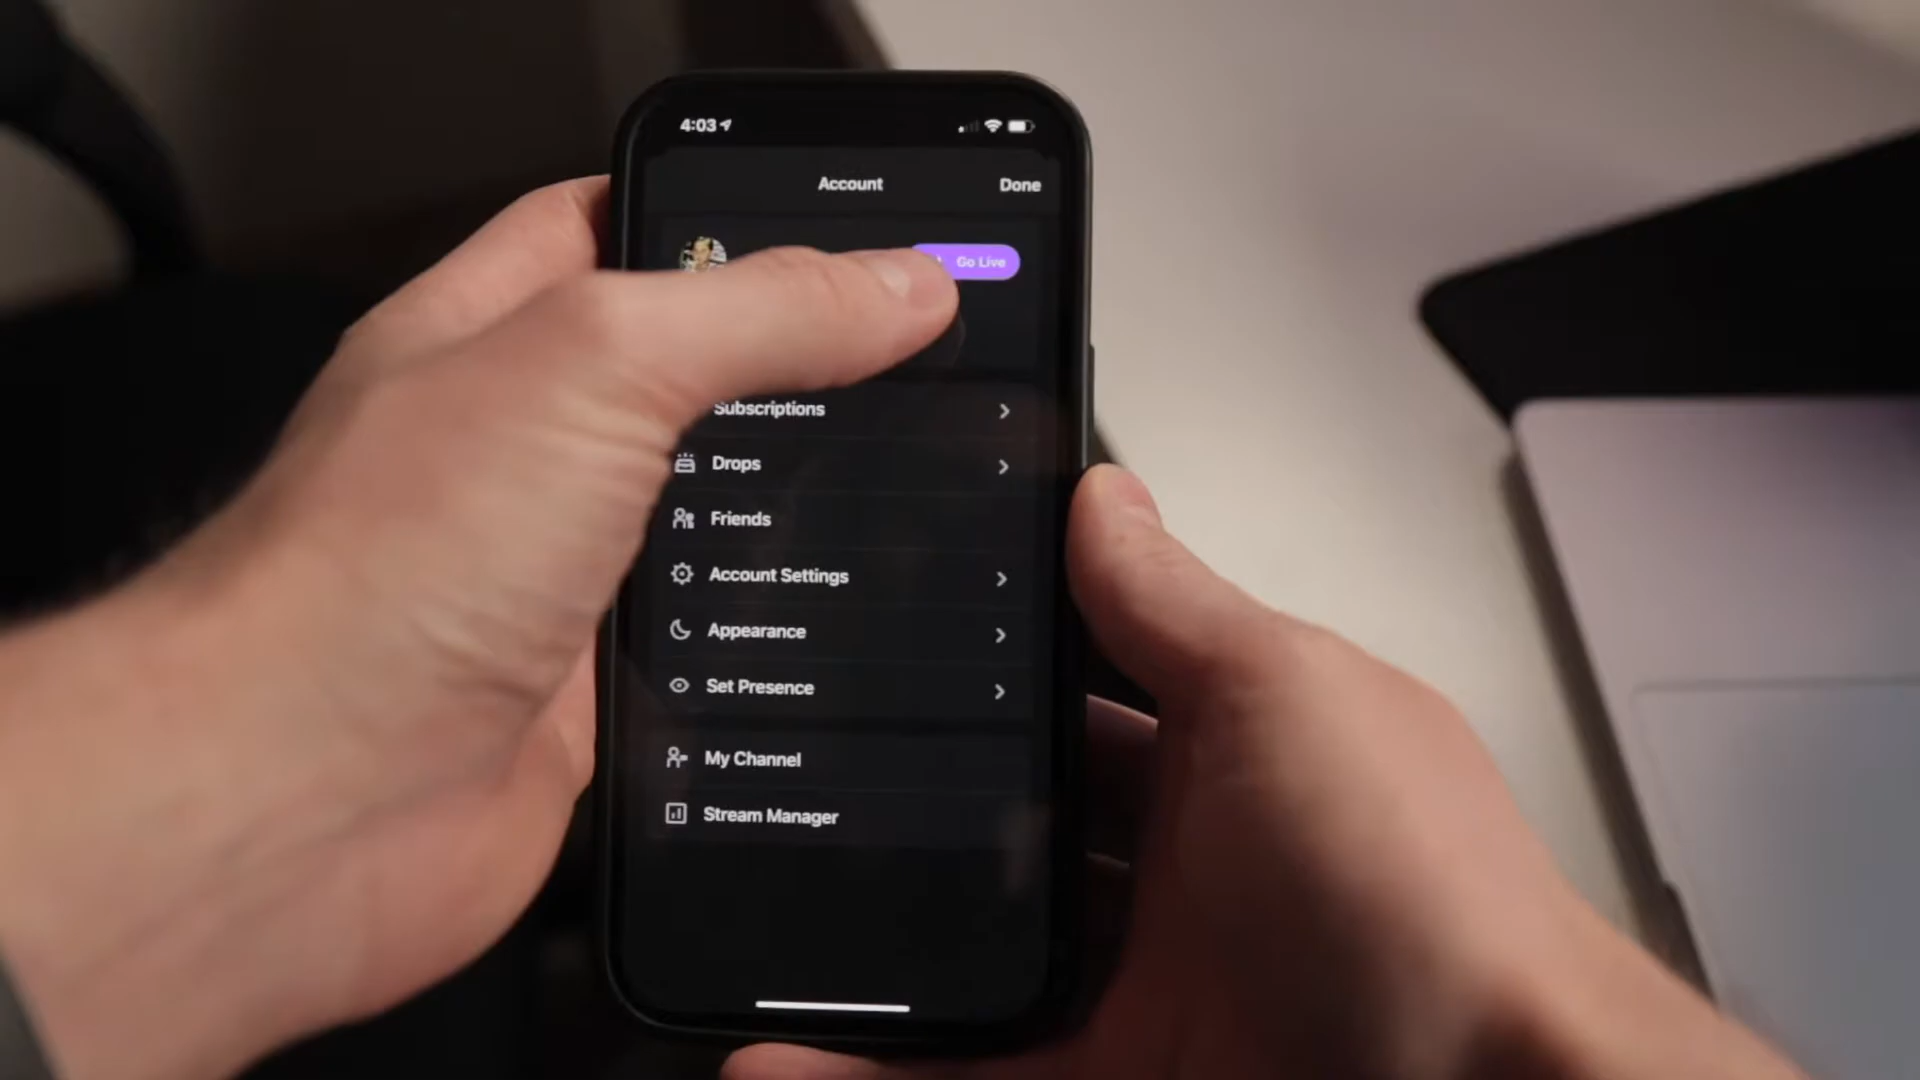 4:03
Account
Done
Go Live
Subscriptions
Drops
Friends
Account Settings
Appearance
Set Presence
My Channel
Stream Manager